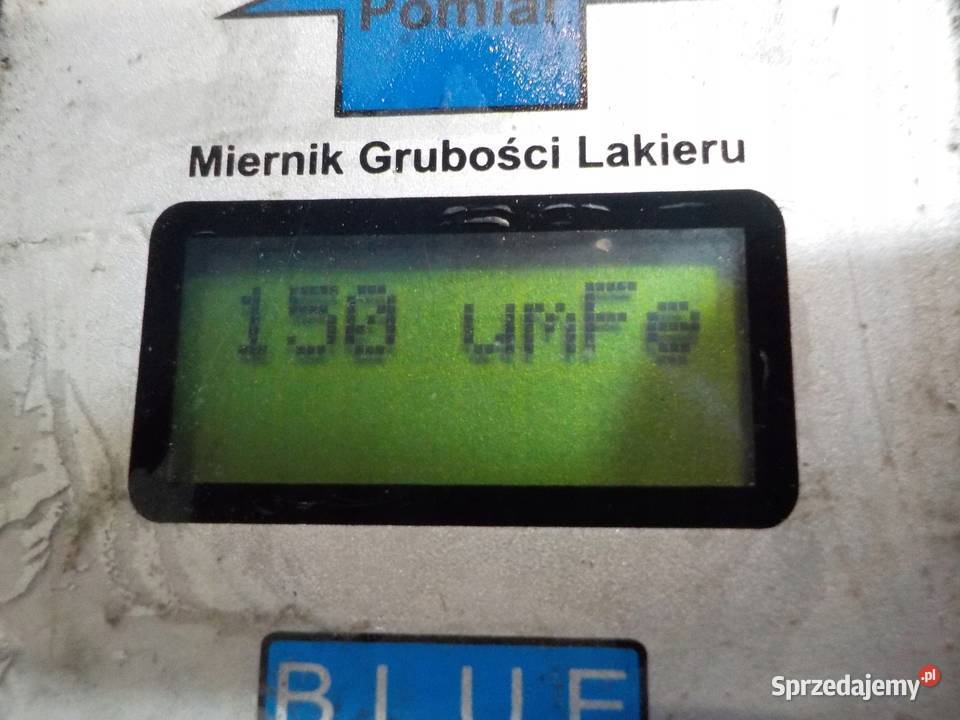 Pomiar
Miernik Grubości Lakieru
150 umFe
BLUE
Sprzedajemy.pl